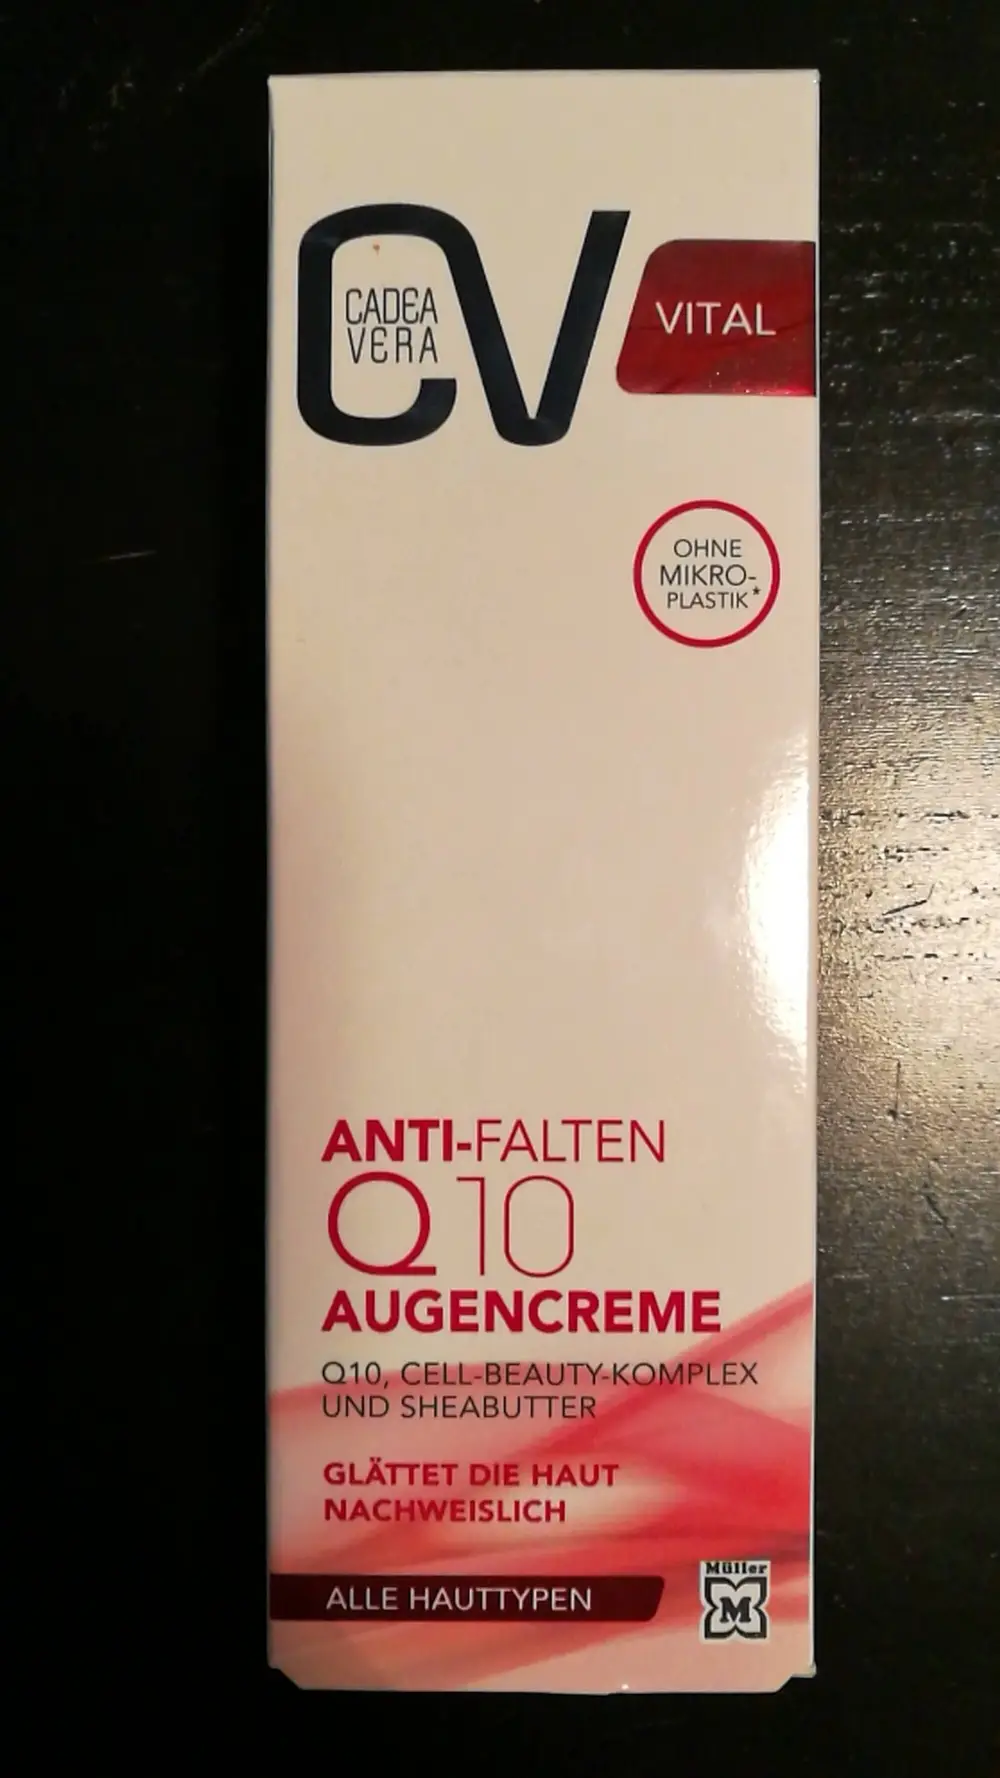 CV
CADEA
VERA
VITAL
OHNE
MIKRO-
PLASTIK*
ANTI-FALTEN
Q10
AUGENCREME
Q10, CELL-BEAUTY-KOMPLEX
UND SHEABUTTER
GLÄTTET DIE HAUT
NACHWEISLICH
ALLE HAUTTYPEN
Müller
M